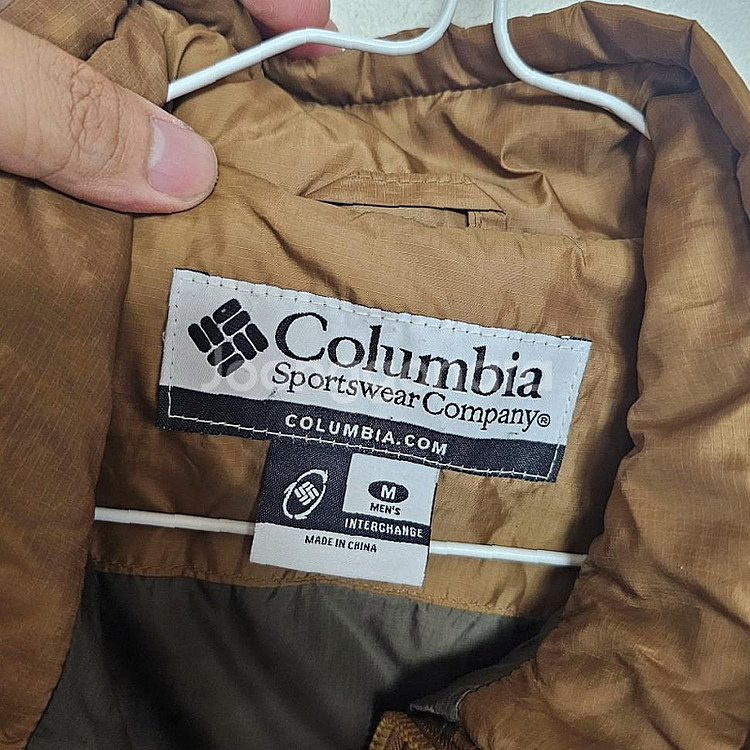 Columbia
Sportswear Company®
COLUMBIA.COM
M
MEN'S
INTERCHANGE
MADE IN CHINA